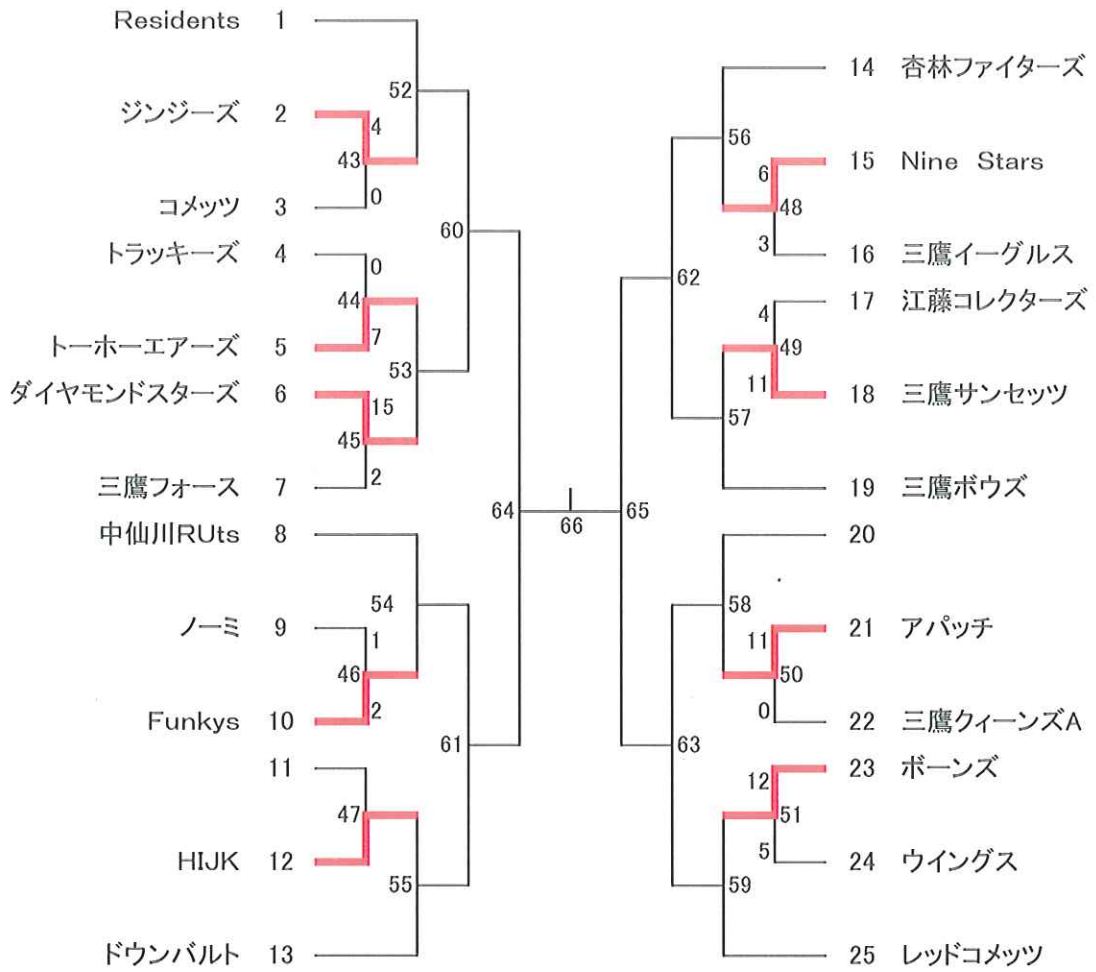 Residents 1
52
ジンジーズ 2
4
43
コメッツ 3
0
トラッキーズ 4
0
60
44
7
トーホーエアーズ 5
53
ダイヤモンドスターズ 6
15
45
三鷹フォース 7
2
64
66
65
中仙川RUts 8
54
ノーミ 9
1
46
Funkys 10
2
61
11
47
HIJK 12
55
ドウンバルト 13
14 杏林ファイターズ
56
6
15 Nine Stars
48
3
16 三鷹イーグルス
62
4
17 江藤コレクターズ
49
11
18 三鷹サンセッツ
57
19 三鷹ボウズ
20
58
11
21 アパッチ
50
0
22 三鷹クィーンズA
63
12
23 ボーンズ
51
5
24 ウイングス
59
25 レッドコメッツ